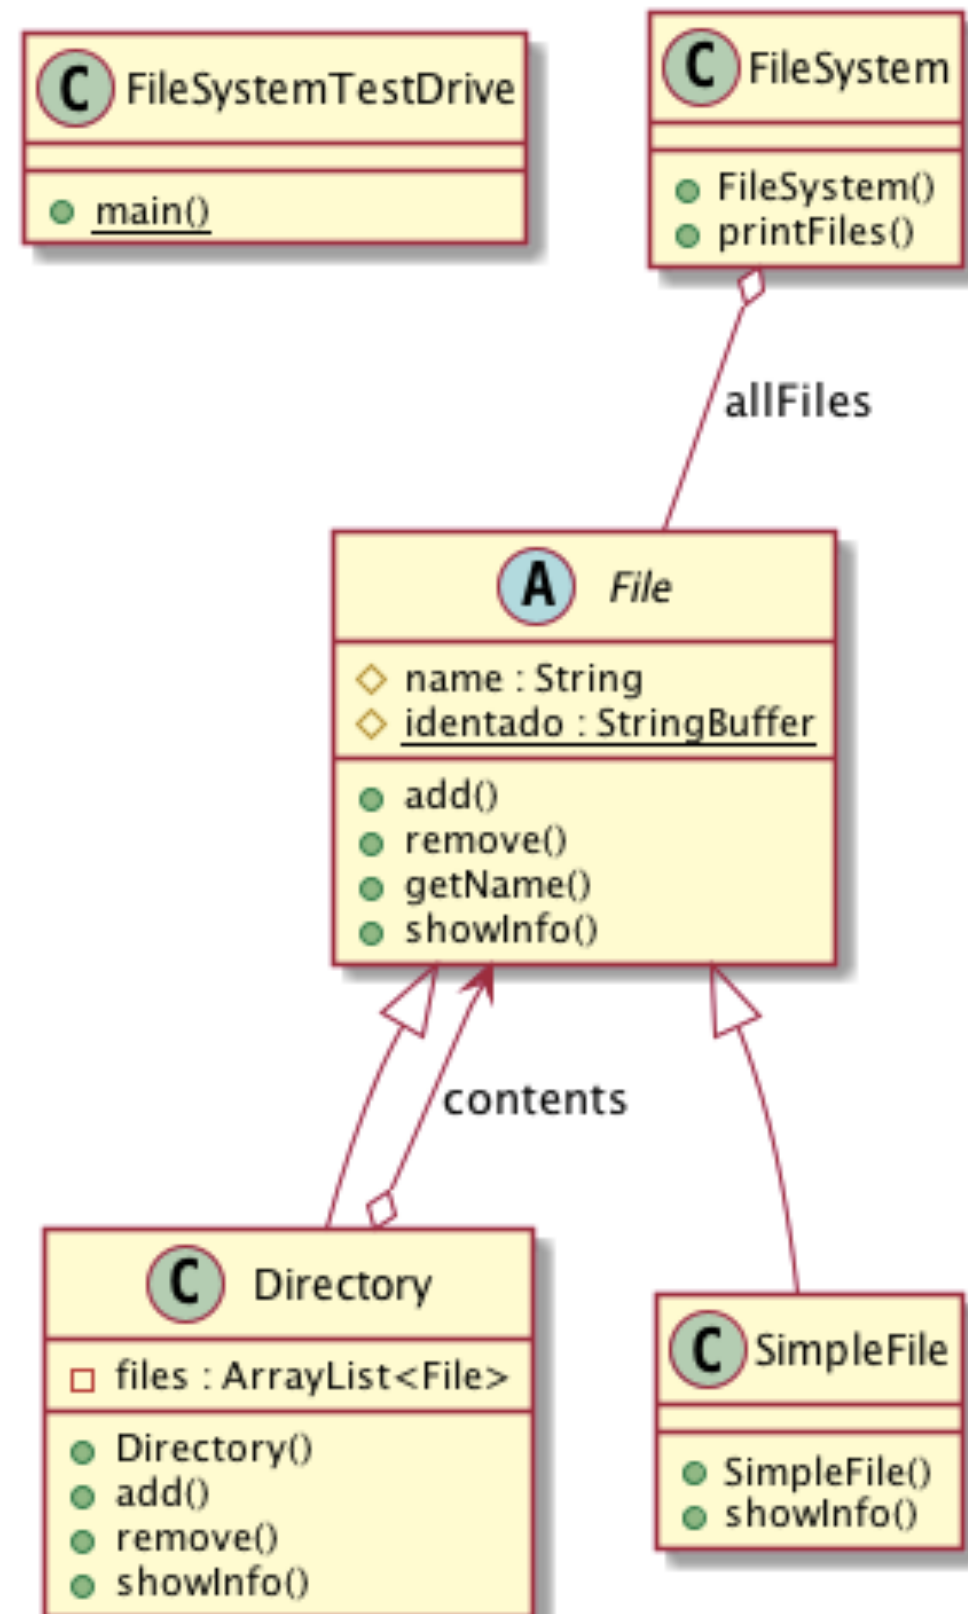 C FileSystemTestDrive
main()
C FileSystem
FileSystem()
printFiles()
allFiles
A File
name : String
identado : StringBuffer
add()
remove()
getName()
showInfo()
contents
C Directory
files : ArrayList<File>
Directory()
add()
remove()
showInfo()
C SimpleFile
SimpleFile()
showInfo()